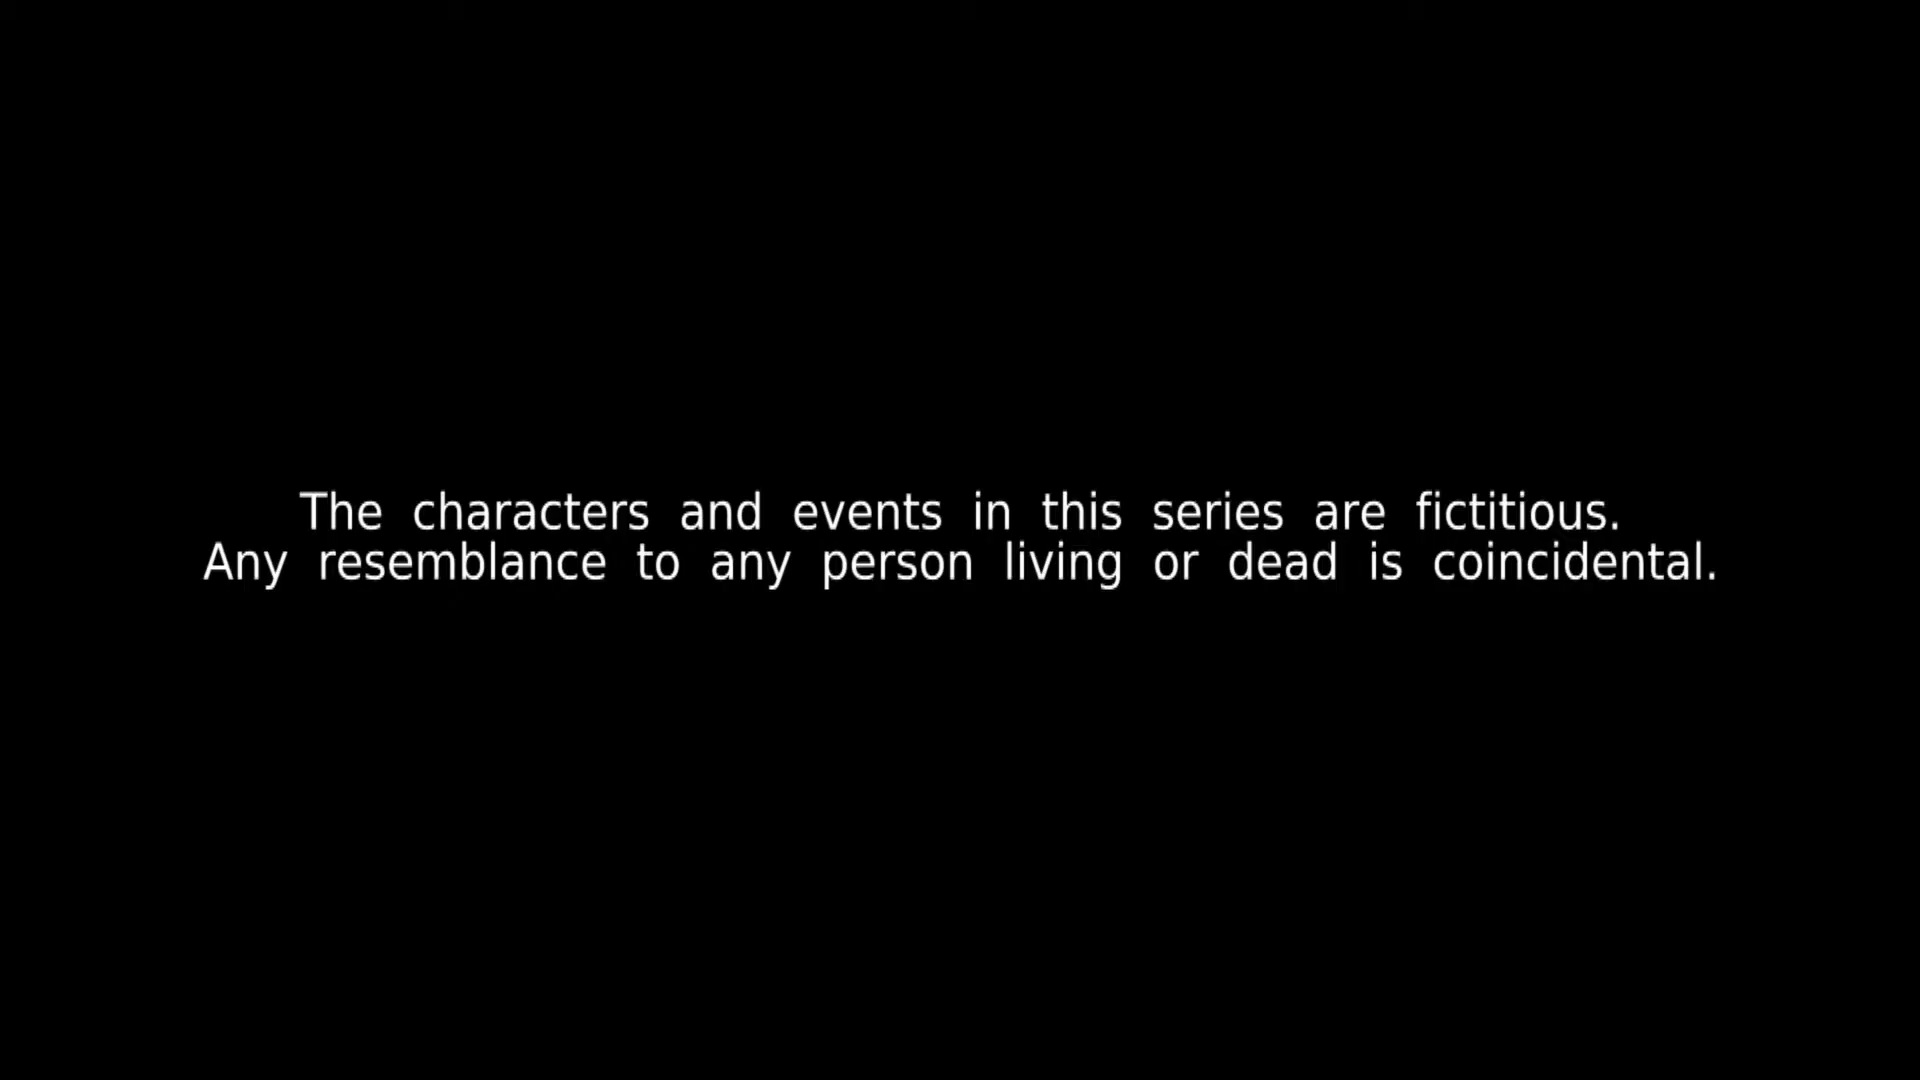 The characters and events in this series are fictitious.
Any resemblance to any person living or dead is coincidental.